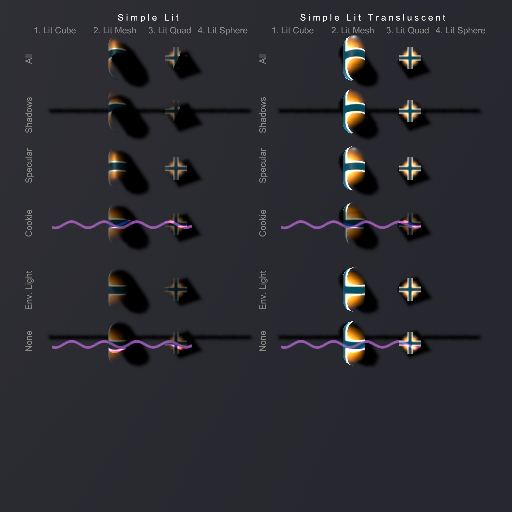 Simple Lit
1. Lil Cube 2. Lil Mesh 3. Lil Quad 4. Lil Sphere
All
Shadows
Specular
Cookie
Env. Light
None
Simple Lit Transluscent
1. Lil Cube 2. Lil Mesh 3. Lil Quad 4. Lil Sphere
All
Shadows
Specular
Cookie
Env. Light
None